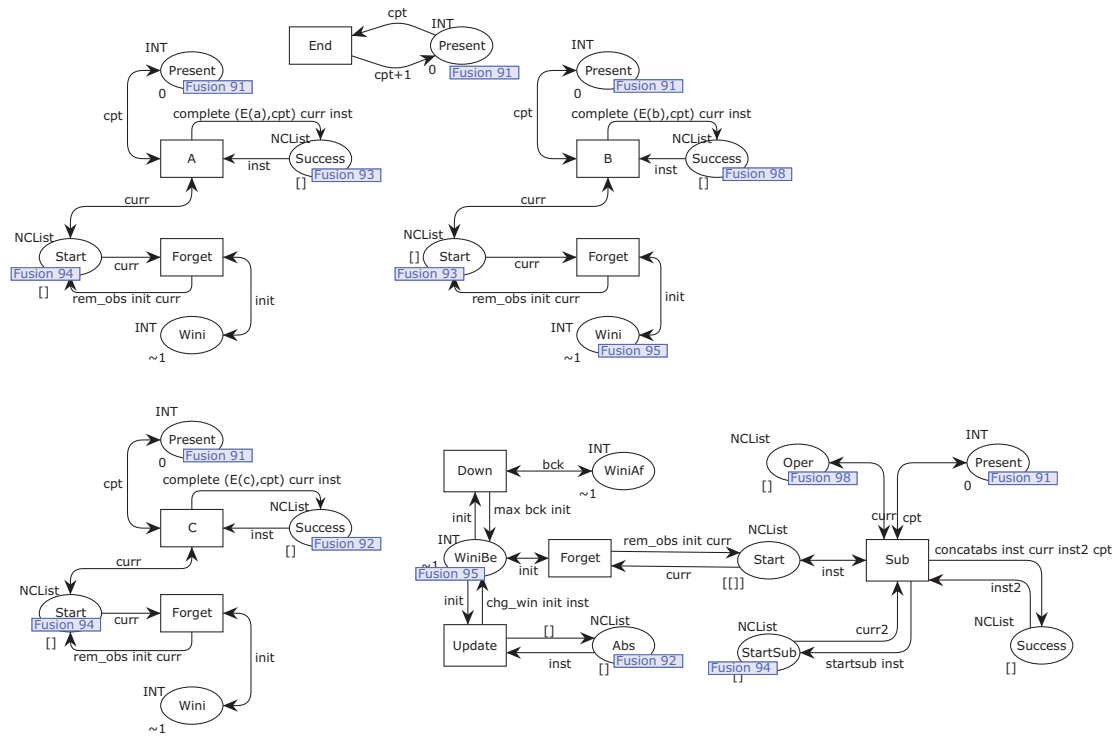 cpt
INT
End
Present
cpt+1
0
Fusion 91
INT
Present
Fusion 91
0
cpt
complete (E(a),cpt) curr inst
NCList
A
Success
inst
Fusion 93
[]
curr
NCList
Start
curr
Forget
Fusion 94
[]
rem_obs init curr
init
INT
Wini
~1
INT
Present
Fusion 91
0
cpt
complete (E(b),cpt) curr inst
NCList
B
Success
inst
Fusion 98
[]
curr
NCList
[]
Start
curr
Forget
Fusion 93
rem_obs init curr
init
INT
Wini
~1
Fusion 95
INT
Present
Fusion 91
0
cpt
complete (E(c),cpt) curr inst
NCList
C
Success
inst
Fusion 92
[]
curr
NCList
Start
curr
Forget
Fusion 94
[]
rem_obs init curr
init
INT
Wini
~1
INT
Down
bck
WiniAf
~1
init
max bck init
INT
WiniBe
~1
Fusion 95
init
Forget
rem_obs init curr
curr
NCList
Start
[[]]
inst
init
chg_win init inst
Update
[]
inst
NCList
Abs
Fusion 92
[]
NCList
Oper
Fusion 98
[]
INT
Present
Fusion 91
0
curr
cpt
Sub
concatabs inst curr inst2 cpt
inst2
NCList
Success
[]
NCList
StartSub
Fusion 94
[]
curr2
startsub inst